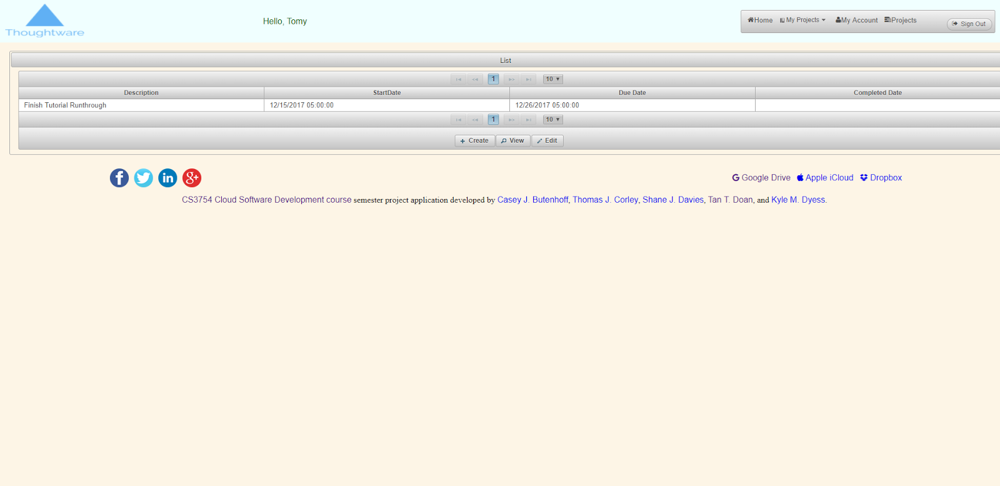 Thoughtware
Hello, Tomy
Home My Projects My Account Projects Sign Out
List
1 10
Description StartDate Due Date Completed Date
Finish Tutorial Runthrough 12/15/2017 05:00:00 12/26/2017 05:00:00
1 10
Create View Edit
f in g+ Google Drive Apple iCloud Dropbox
CS3754 Cloud Software Development course semester project application developed by Casey J. Butenhoff, Thomas J. Corley, Shane J. Davies, Tan T. Doan, and Kyle M. Dyess.